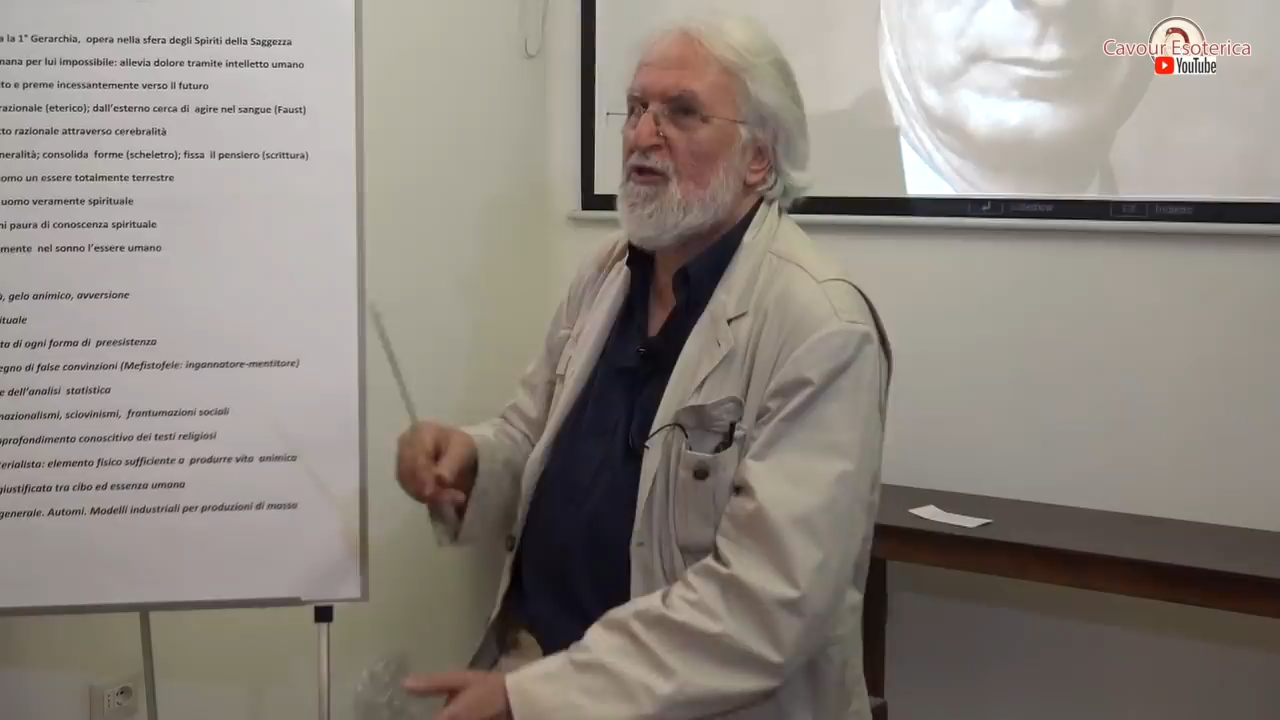 a la 1° Gerarchia, opera nella sfera degli Spiriti della Saggezza
mana per lui impossibile: allevia dolore tramite intelletto umano
to e preme incessantemente verso il futuro
razionale (eterico); dall'esterno cerca di agire nel sangue (Faust)
to razionale attraverso cerebralità
neralità; consolida forme (scheletro); fissa il pensiero (scrittura)
omo un essere totalmente terrestre
uomo veramente spirituale
ni paura di conoscenza spirituale
mente nel sonno l'essere umano
, gelo animico, avversione
ituale
ta di ogni forma di preesistenza
egno di false convinzioni (Mefistofele: ingannatore-mentitore)
e dell'analisi statistica
nazionalismi, sciovinismi, frantumazioni sociali
profondimento conoscitivo dei testi religiosi
erialista: elemento fisico sufficiente a produrre vita animica
giustificata tra cibo ed essenza umana
generale. Automi. Modelli industriali per produzioni di massa
Cavour Esoterica
YouTube